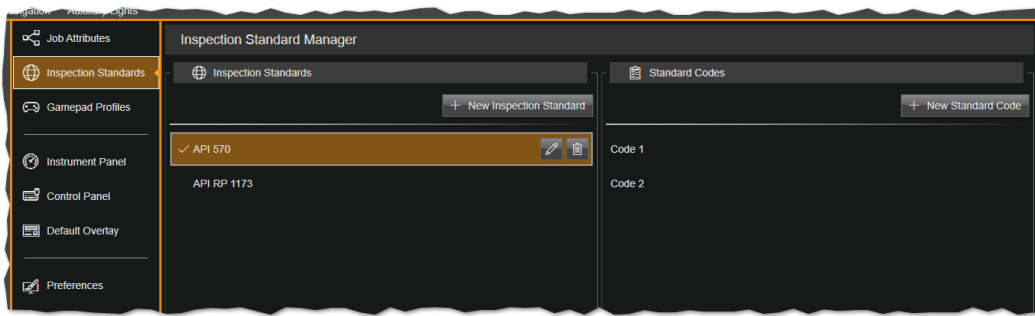 Job Attributes
Inspection Standards
Gamepad Profiles
Instrument Panel
Control Panel
Default Overlay
Preferences
Inspection Standard Manager
Inspection Standards
+ New Inspection Standard
✓ API 570
API RP 1173
Standard Codes
+ New Standard Code
Code 1
Code 2